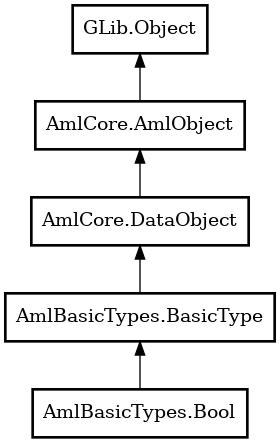 GLib.Object
AmlCore.AmlObject
AmlCore.DataObject
AmlBasicTypes.BasicType
AmlBasicTypes.Bool